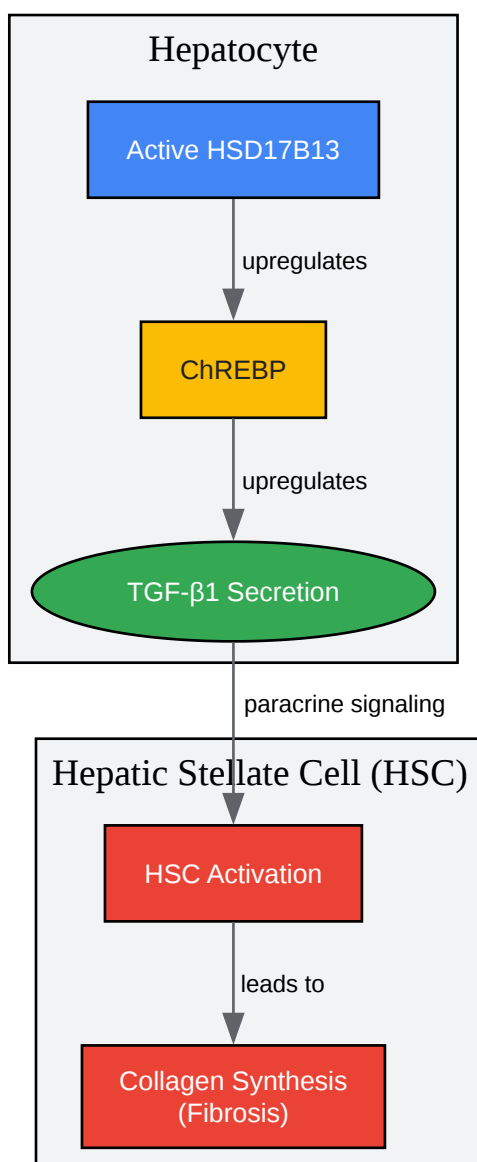 Hepatocyte
Active HSD17B13
upregulates
ChREBP
upregulates
TGF-β1 Secretion
paracrine signaling
Hepatic Stellate Cell (HSC)
HSC Activation
leads to
Collagen Synthesis
(Fibrosis)